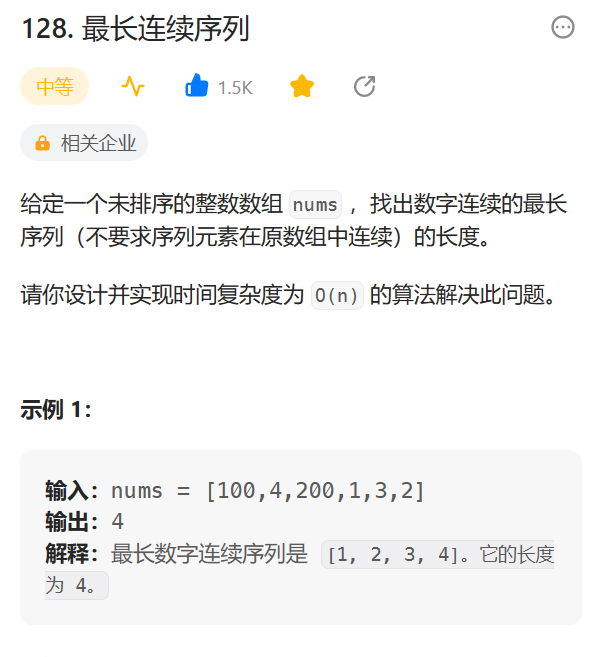 128. 最长连续序列
中等 1.5K
相关企业
给定一个未排序的整数数组 nums ，找出数字连续的最长
序列（不要求序列元素在原数组中连续）的长度。
请你设计并实现时间复杂度为 O(n) 的算法解决此问题。
示例 1：
输入：nums = [100,4,200,1,3,2]
输出：4
解释：最长数字连续序列是 [1, 2, 3, 4]。它的长度
为 4。